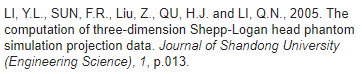 LI, Y.L., SUN, F.R., Liu, Z., QU, H.J. and LI, Q.N., 2005. The
computation of three-dimension Shepp-Logan head phantom
simulation projection data. Journal of Shandong University
(Engineering Science), 1, p.013.